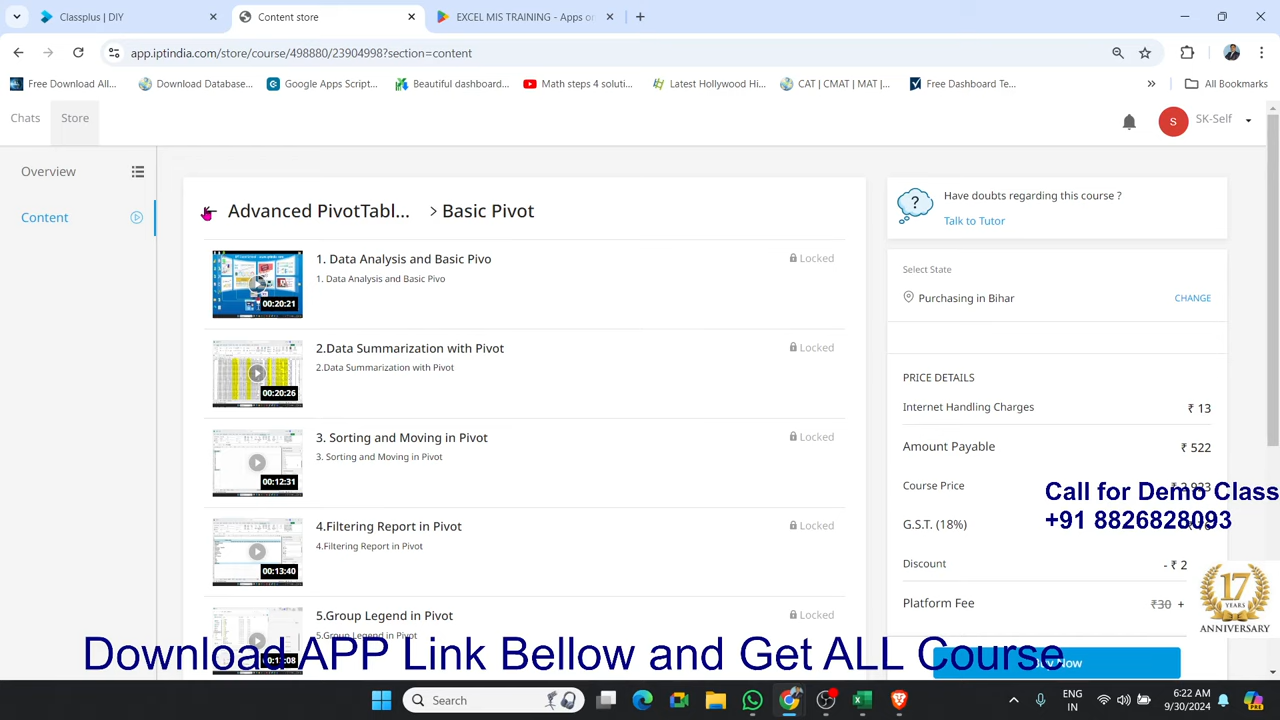 Classplus | DIY
Content store
EXCEL MIS TRAINING - Apps on
app.iptindia.com/store/course/498880/23904998?section=content
Free Download All...
Download Database...
Google Apps Script...
Beautiful dashboard...
Math steps 4 soluti...
Latest Hollywood Hi...
CAT | CMAT | MAT |...
Free Dashboard Te...
All Bookmarks
Chats
Store
S
SK-Self
Overview
Content
Advanced PivotTabl... > Basic Pivot
1. Data Analysis and Basic Pivo
1. Data Analysis and Basic Pivo
00:20:21
Locked
2.Data Summarization with Pivot
2.Data Summarization with Pivot
00:20:26
Locked
3. Sorting and Moving in Pivot
3. Sorting and Moving in Pivot
00:12:31
Locked
4.Filtering Report in Pivot
4.Filtering Report in Pivot
00:13:40
Locked
5.Group Legend in Pivot
5.Group Legend in Pivot
Locked
Have doubts regarding this course ?
Talk to Tutor
Select State
Purchasing in Bihar
CHANGE
PRICE DETAILS
Internet Handling Charges
₹ 13
Amount Payable
₹ 522
Course Price
G.S.T. (18%)
Discount
- ₹ 2
Platform Fee
₹30 +
Buy Now
Call for Demo Class
+91 8826828093
17
YEARS
ANNIVERSARY
Download APP Link Bellow and Get ALL Course
Search
ENG
IN
6:22 AM
9/30/2024